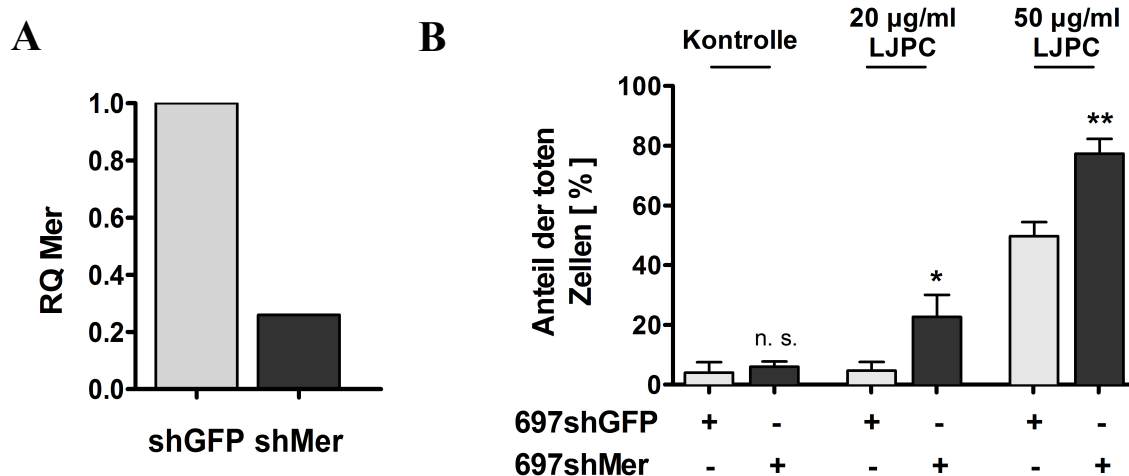 A
1.0
0.8
0.6
0.4
0.2
0.0
RQ Mer
shGFP shMer
B
Kontrolle
20 µg/ml
LJPC
50 µg/ml
LJPC
100
80
60
40
20
0
Anteil der toten
Zellen [ % ]
n. s.
*
**
697shGFP + - + - + -
697shMer - + - + - +